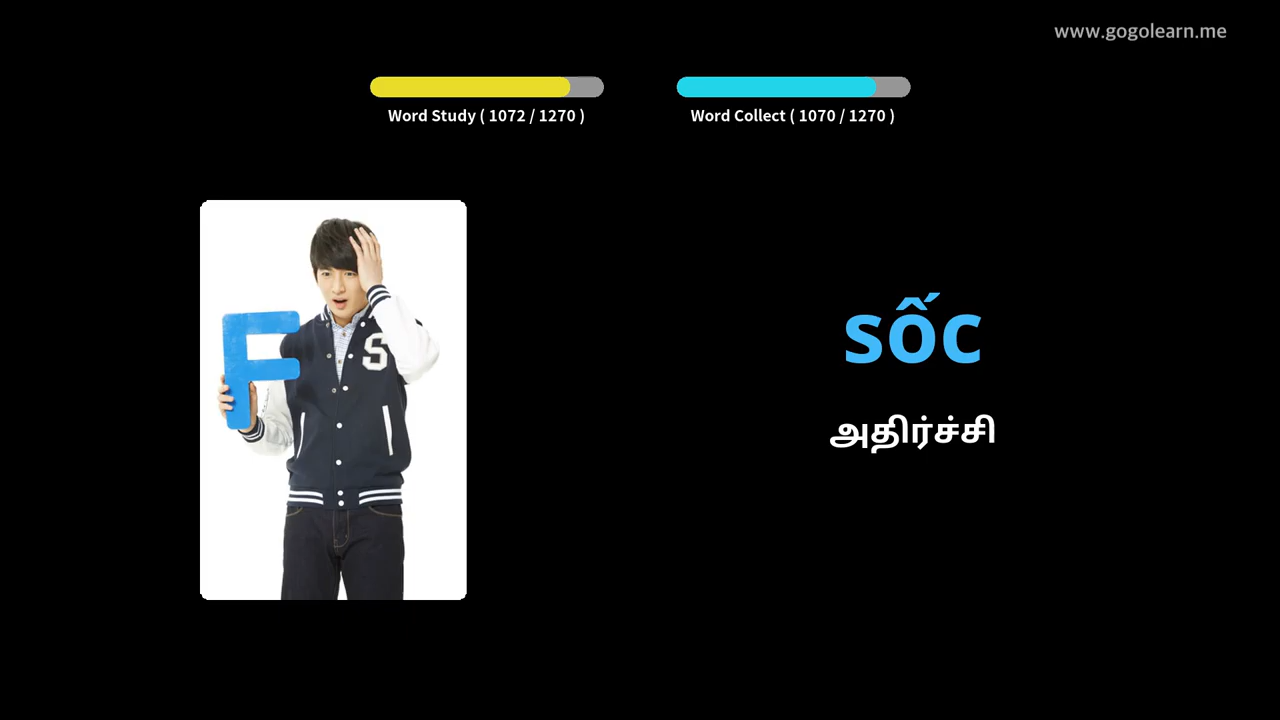 www.gogolearn.me
Word Study ( 1072 / 1270 )
Word Collect ( 1070 / 1270 )
F
S
sốc
அதிர்ச்சி